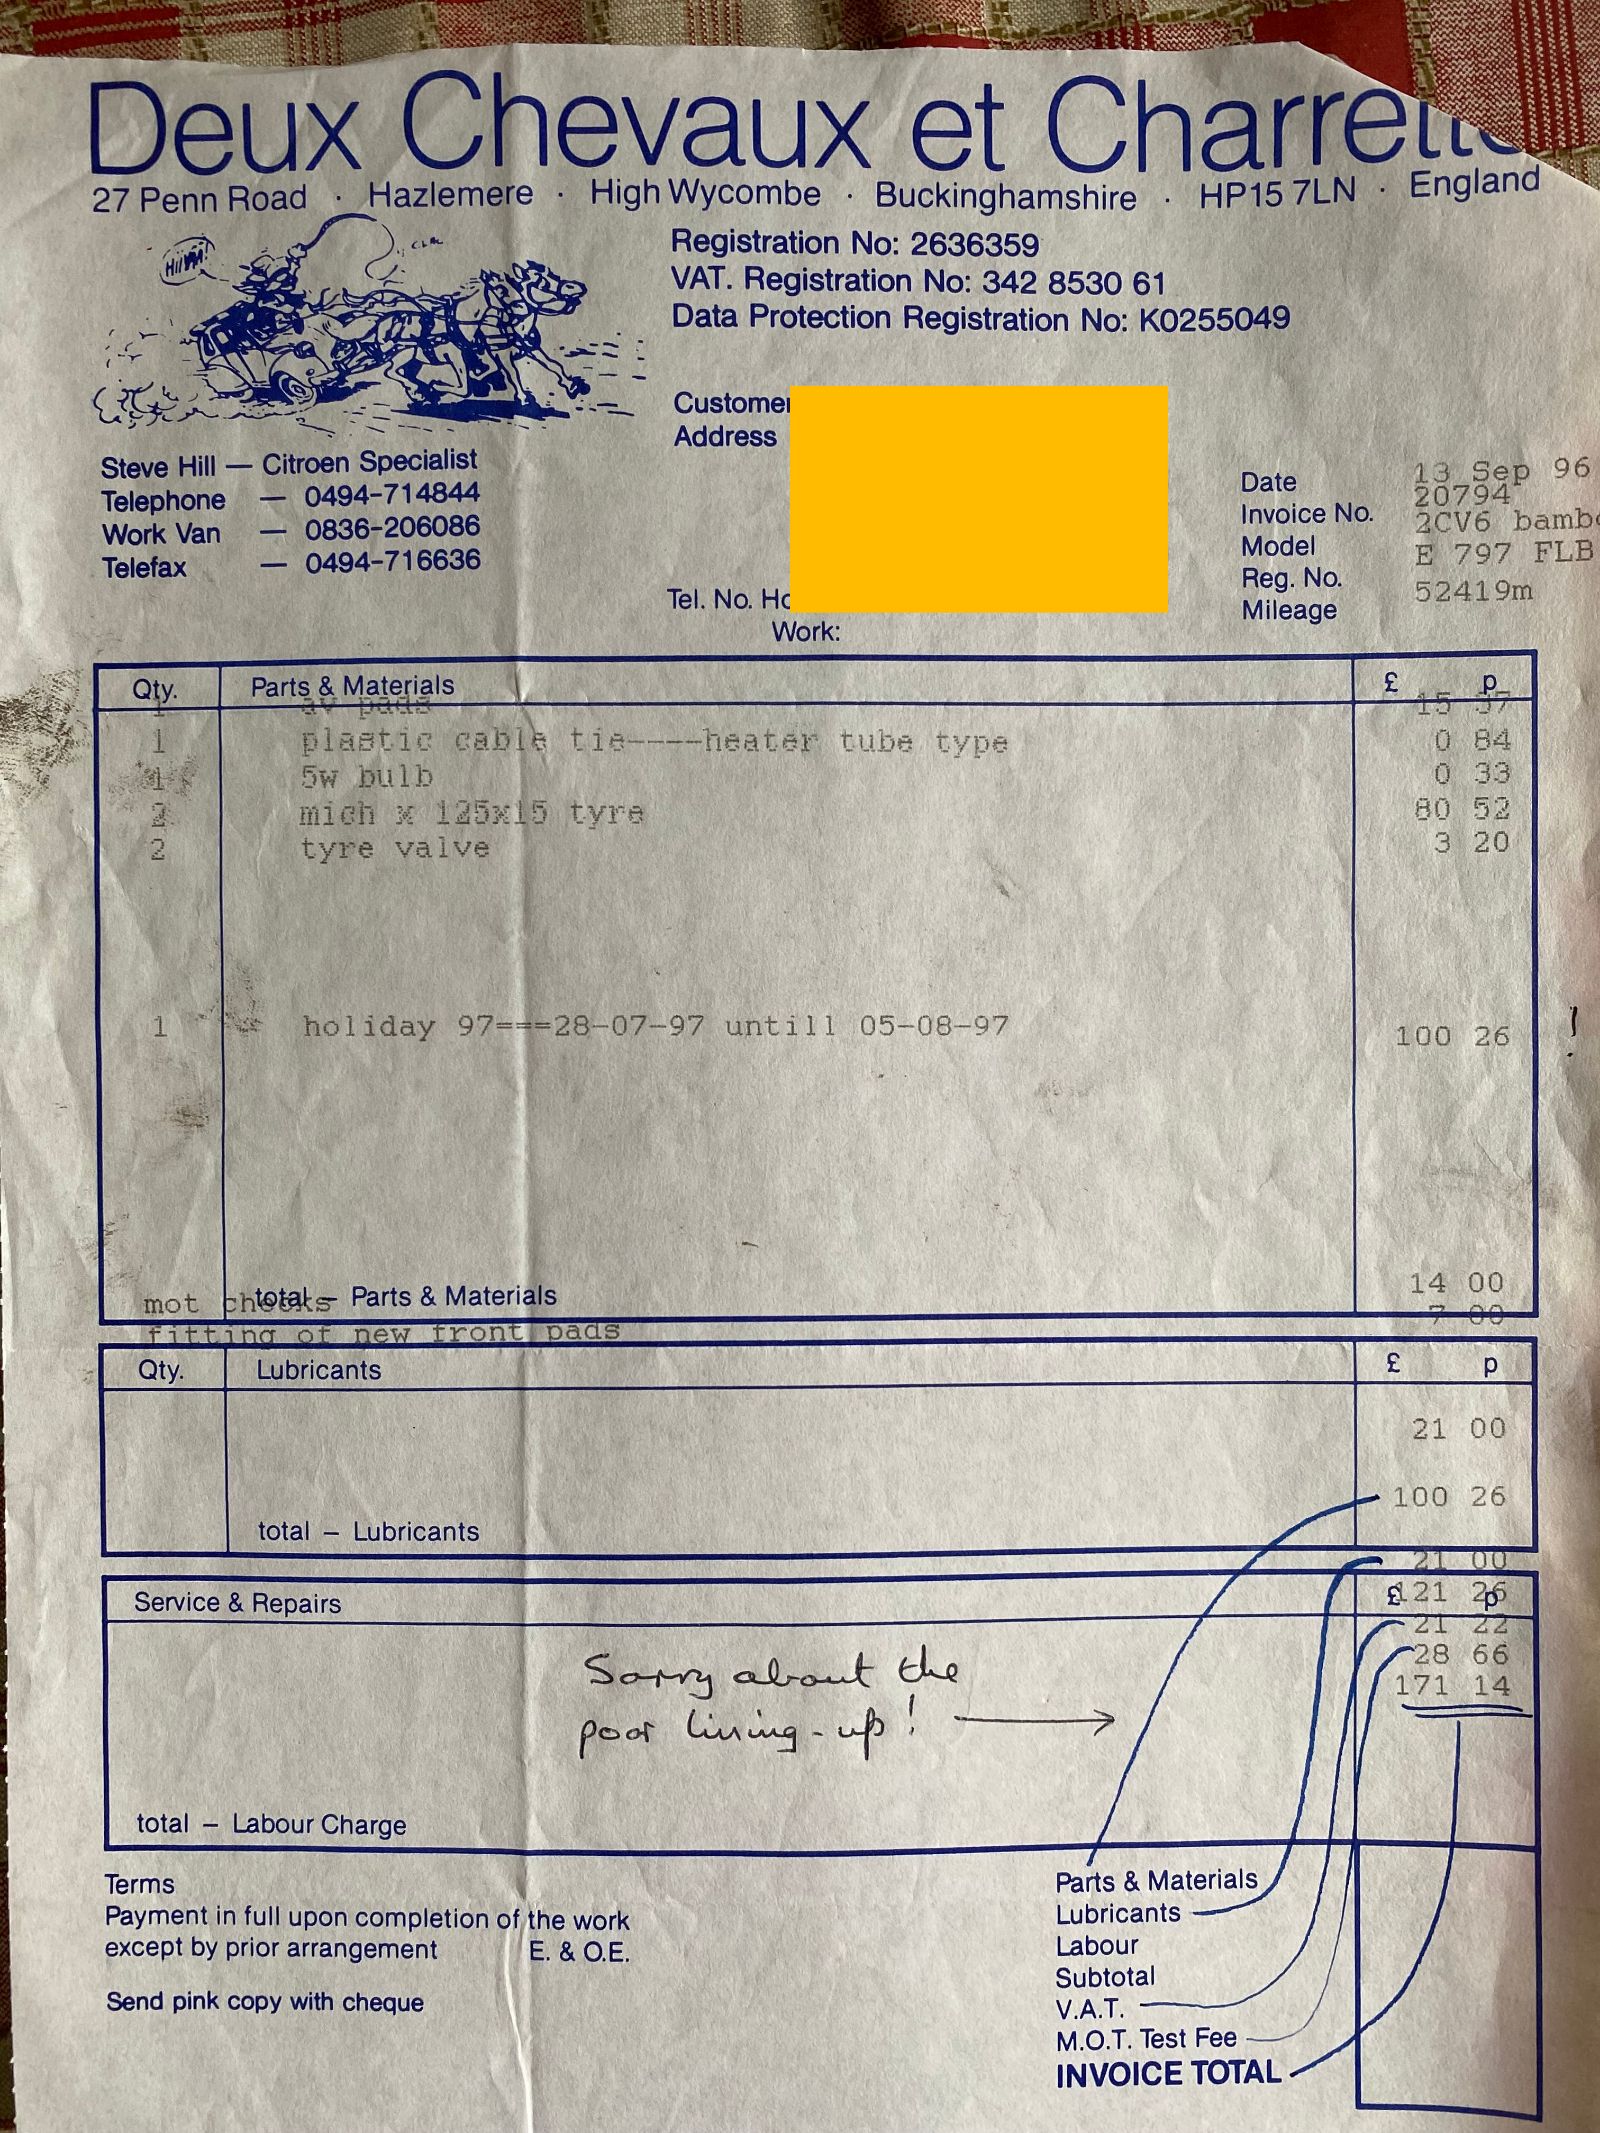 Deux Chevaux et Charrette
27 Penn Road · Hazlemere · High Wycombe · Buckinghamshire · HP15 7LN · England
HIIYAA!
Registration No: 2636359
VAT. Registration No: 342 8530 61
Data Protection Registration No: K0255049
Customer
Address
Steve Hill — Citroen Specialist
Telephone — 0494-714844
Work Van — 0836-206086
Telefax — 0494-716636
Tel. No. Ho
Work:
Date 13 Sep 96
Invoice No. 20794
Model 2CV6 bambo
Reg. No. E 797 FLB
Mileage 52419m
Qty. Parts & Materials £ p
1 av pads 15 37
1 plastic cable tie----heater tube type 0 84
1 5w bulb 0 33
2 mich x 125x15 tyre 80 52
2 tyre valve 3 20
1 holiday 97===28-07-97 untill 05-08-97 100 26 !
total – Parts & Materials
mot checks 14 00
fitting of new front pads 7 00
Qty. Lubricants £ p
21 00
100 26
total – Lubricants
21 00
Service & Repairs £ p
121 26
21 22
28 66
171 14
Sorry about the
poor lining-up!
total – Labour Charge
Terms
Payment in full upon completion of the work
except by prior arrangement E. & O.E.
Send pink copy with cheque
Parts & Materials
Lubricants
Labour
Subtotal
V.A.T.
M.O.T. Test Fee
INVOICE TOTAL